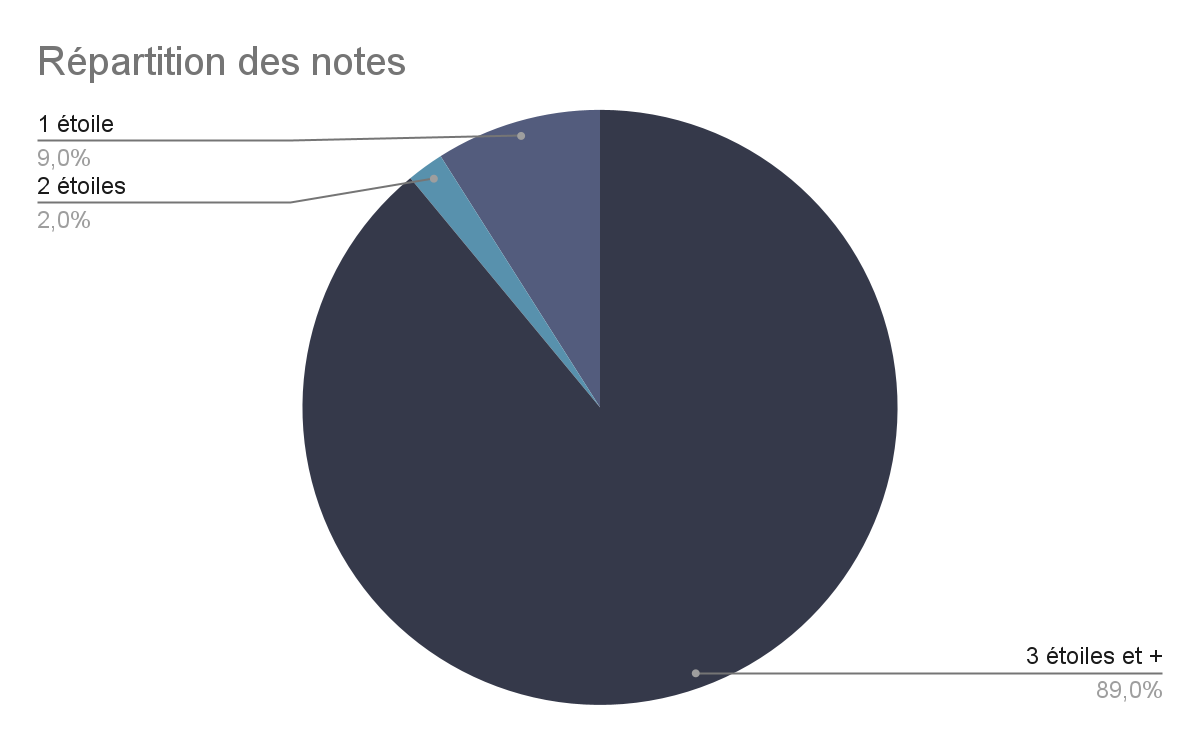 Répartition des notes
1 étoile
9,0%
2 étoiles
2,0%
3 étoiles et +
89,0%